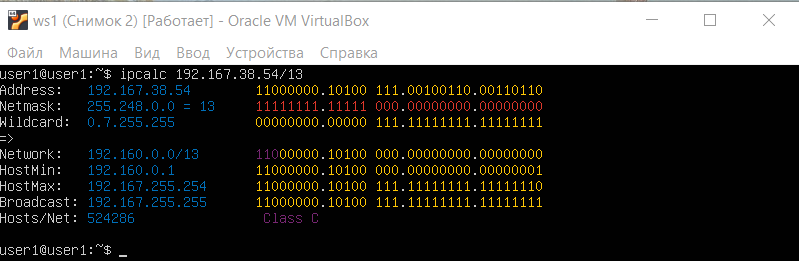 ws1 (Снимок 2) [Работает] - Oracle VM VirtualBox
Файл Машина Вид Ввод Устройства Справка
user1@user1:~$ ipcalc 192.167.38.54/13
Address: 192.167.38.54 11000000.10100 111.00100110.00110110
Netmask: 255.248.0.0 = 13 11111111.11111 000.00000000.00000000
Wildcard: 0.7.255.255 00000000.00000 111.11111111.11111111
=>
Network: 192.160.0.0/13 11000000.10100 000.00000000.00000000
HostMin: 192.160.0.1 11000000.10100 000.00000000.00000001
HostMax: 192.167.255.254 11000000.10100 111.11111111.11111110
Broadcast: 192.167.255.255 11000000.10100 111.11111111.11111111
Hosts/Net: 524286 Class C
user1@user1:~$ _